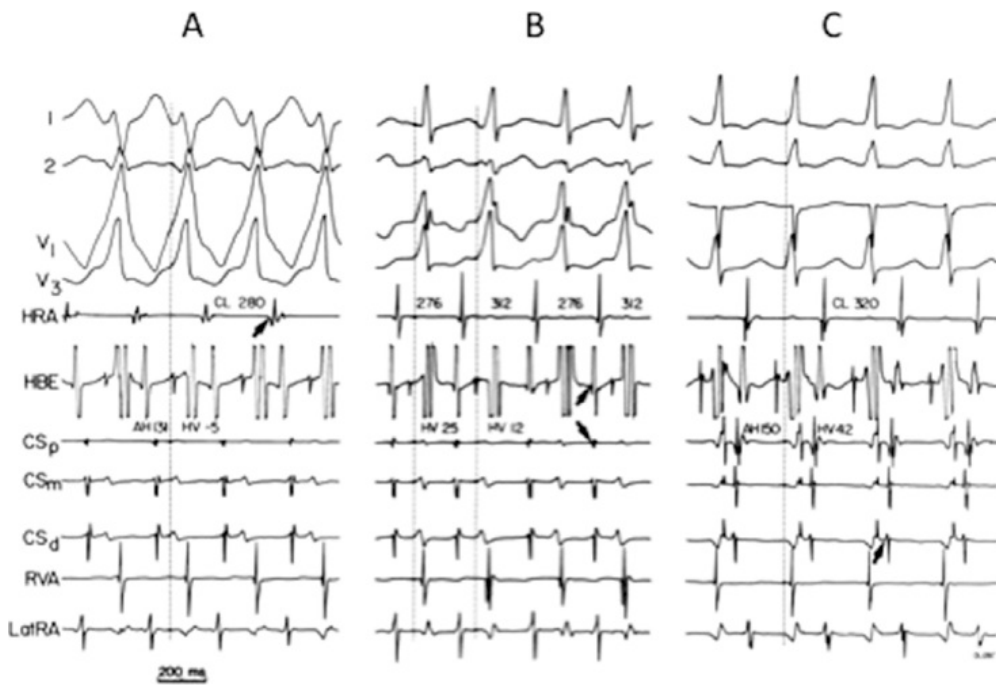 A B C
1
2
V1
V3
HRA CL 280 276 312 276 312 CL 320
HBE
AH 131 HV -5 HV 25 HV 12 AH 150 HV 42
CSp
CSm
CSd
RVA
LatRA
200 ms